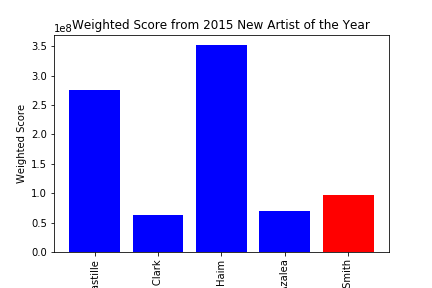 1e8
Weighted Score from 2015 New Artist of the Year
Weighted Score
3.5
3.0
2.5
2.0
1.5
1.0
0.5
0.0
astille
Clark
Haim
zalea
Smith